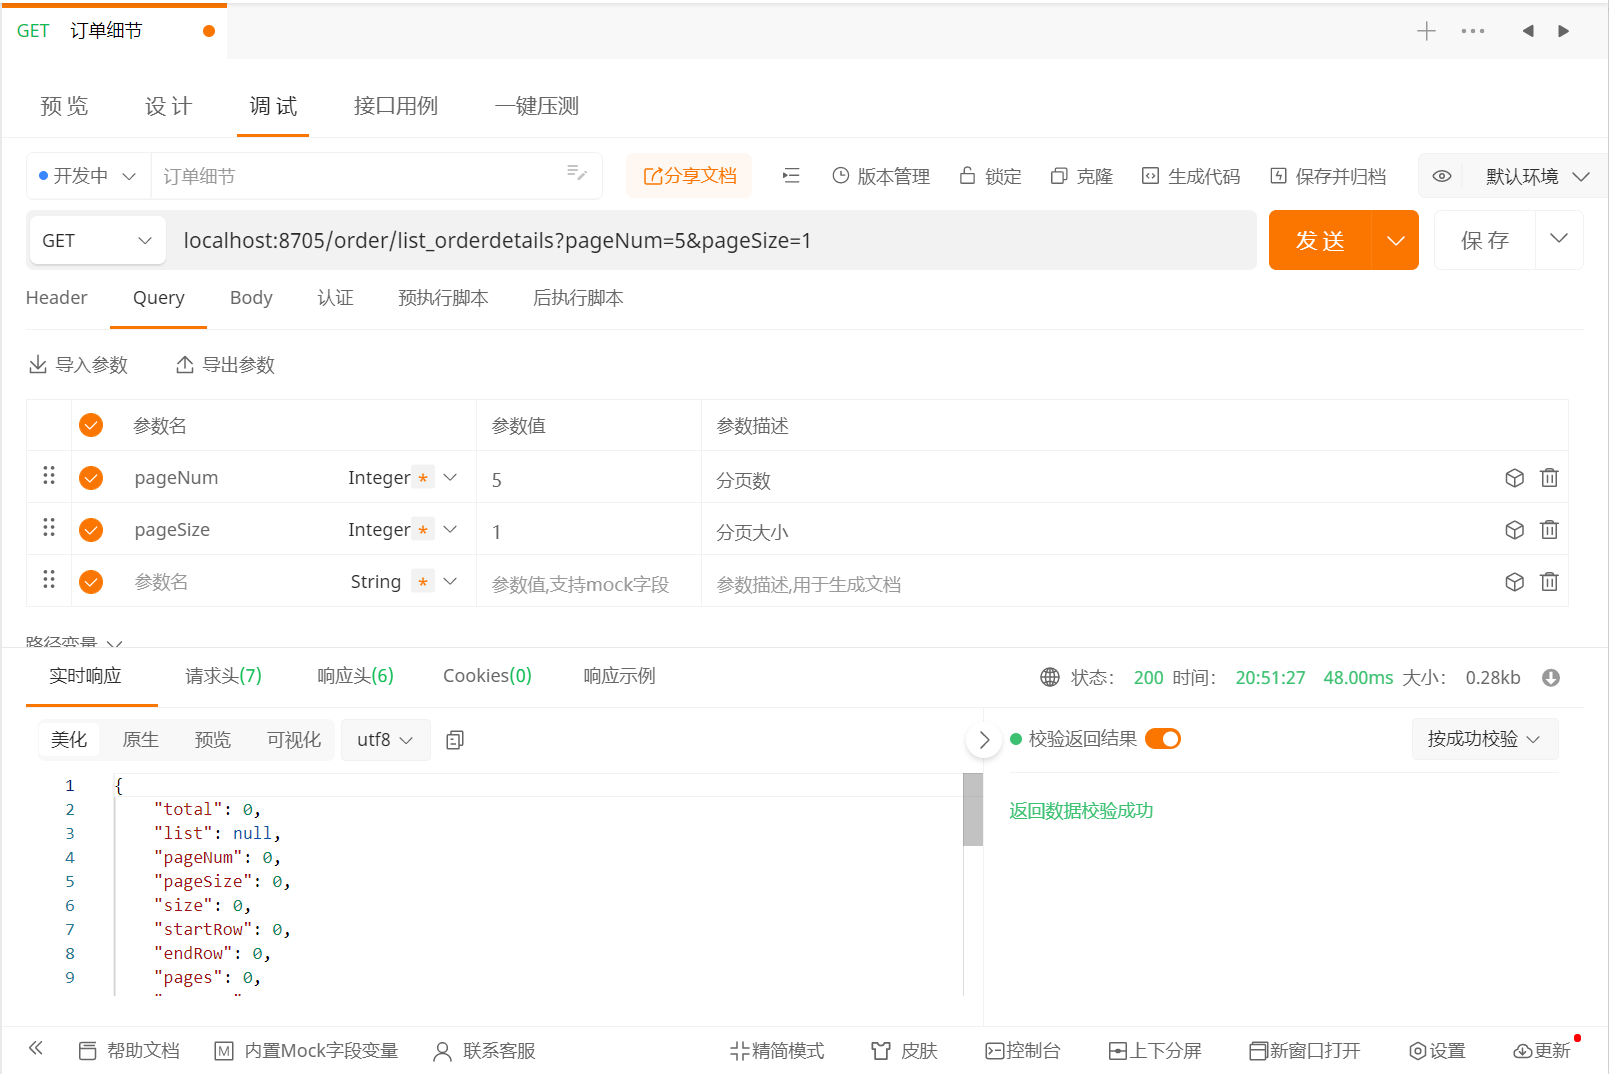 GET 订单细节
预览 设计 调试 接口用例 一键压测
开发中 订单细节 分享文档 版本管理 锁定 克隆 生成代码 保存并归档 默认环境
GET localhost:8705/order/list_orderdetails?pageNum=5&pageSize=1 发送 保存
Header Query Body 认证 预执行脚本 后执行脚本
导入参数 导出参数
参数名 参数值 参数描述
pageNum Integer * 5 分页数
pageSize Integer * 1 分页大小
参数名 String * 参数值,支持mock字段 参数描述,用于生成文档
路径变量
实时响应 请求头(7) 响应头(6) Cookies(0) 响应示例 状态: 200 时间: 20:51:27 48.00ms 大小: 0.28kb
美化 原生 预览 可视化 utf8 校验返回结果 按成功校验
1 {
2 "total": 0,
3 "list": null,
4 "pageNum": 0,
5 "pageSize": 0,
6 "size": 0,
7 "startRow": 0,
8 "endRow": 0,
9 "pages": 0,
返回数据校验成功
帮助文档 内置Mock字段变量 联系客服 精简模式 皮肤 控制台 上下分屏 新窗口打开 设置 更新